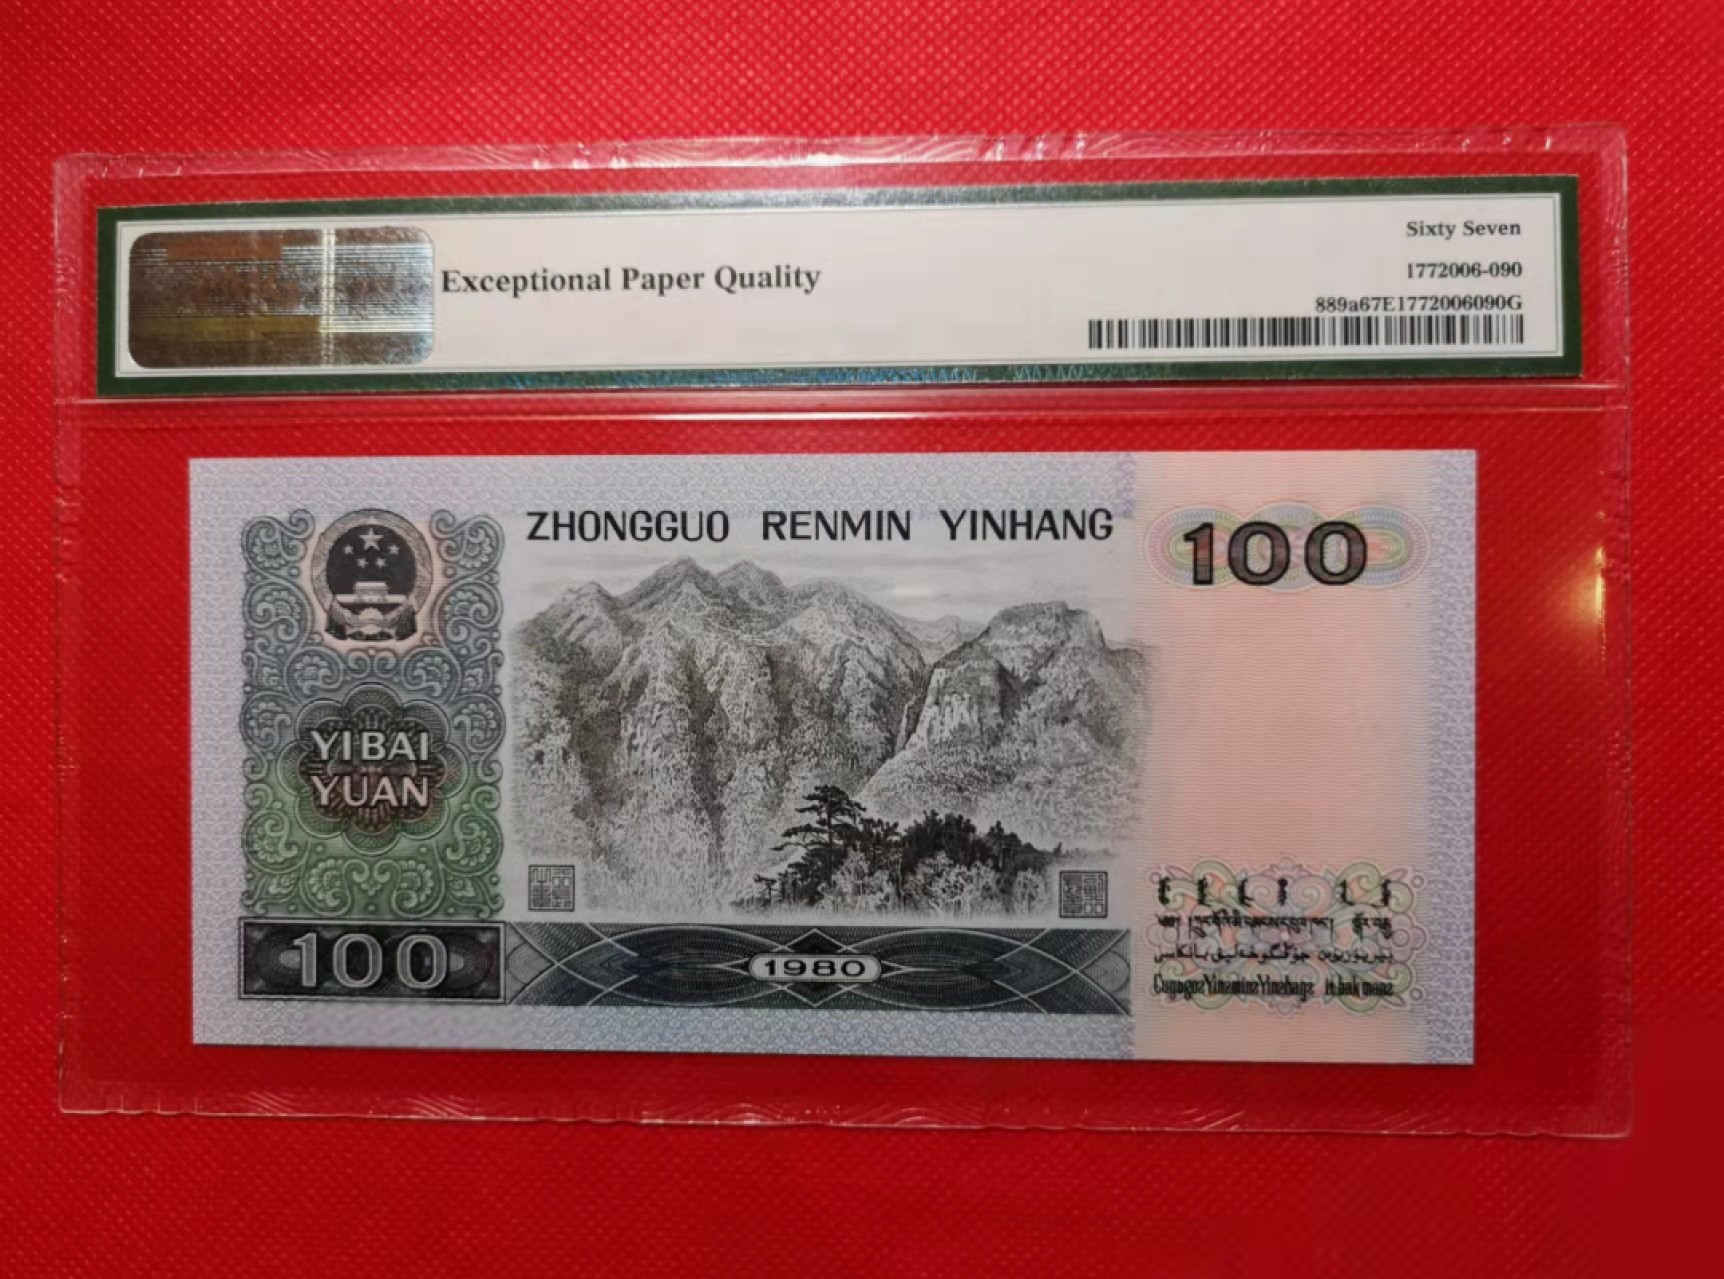 Sixty Seven
Exceptional Paper Quality
1772006-090
889a67E1772006090G
ZHONGGUO RENMIN YINHANG
100
YI BAI
YUAN
100
1980